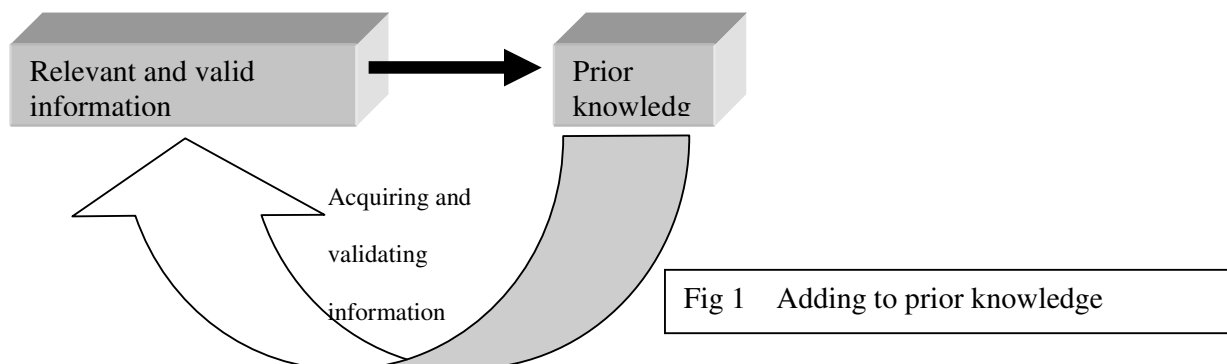 Relevant and valid
information
Prior
knowledg
Acquiring and
validating
information
Fig 1 Adding to prior knowledge